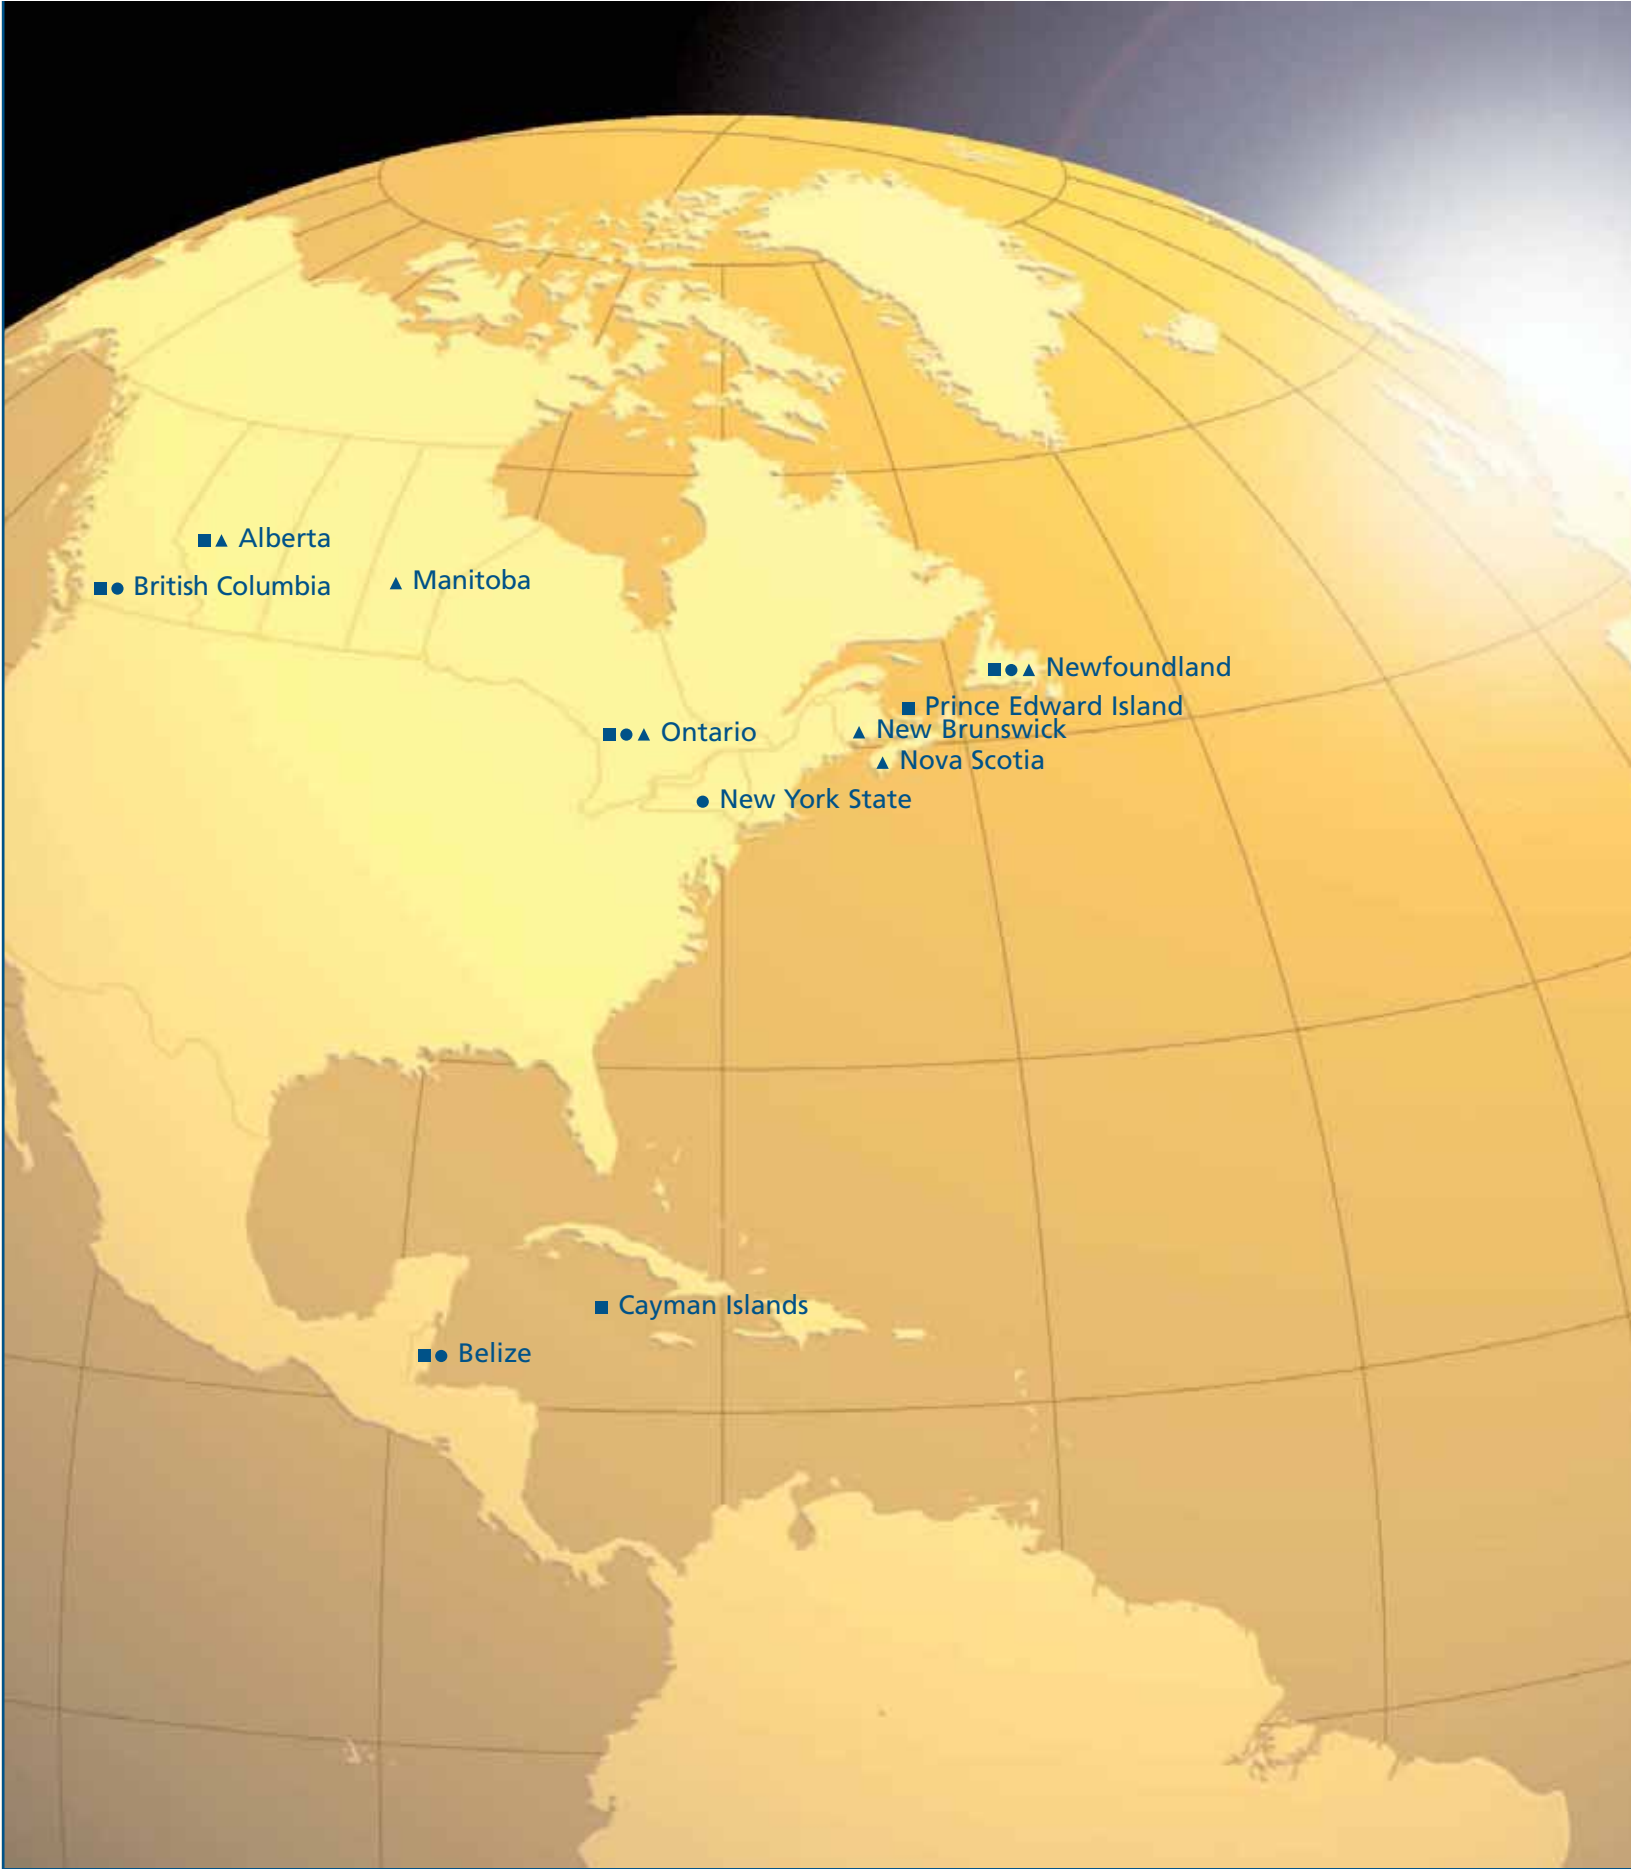 ■▲ Alberta
■● British Columbia
▲ Manitoba
■●▲ Newfoundland
■ Prince Edward Island
▲ New Brunswick
■●▲ Ontario
▲ Nova Scotia
● New York State
■ Cayman Islands
■● Belize